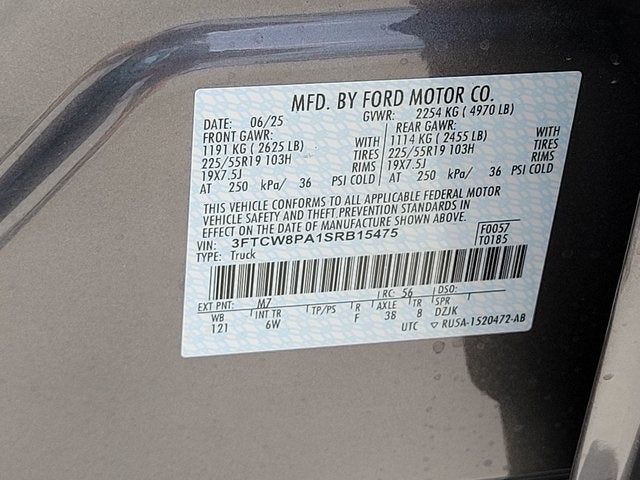 MFD. BY FORD MOTOR CO.
DATE: 06/25 GVWR: 2254 KG ( 4970 LB)
FRONT GAWR: REAR GAWR:
1191 KG ( 2625 LB) WITH 1114 KG ( 2455 LB) WITH
225/55R19 103H TIRES 225/55R19 103H TIRES
19X7.5J RIMS 19X7.5J RIMS
AT 250 kPa/ 36 PSI COLD AT 250 kPa/ 36 PSI COLD
THIS VEHICLE CONFORMS TO ALL APPLICABLE FEDERAL MOTOR
VEHICLE SAFETY AND THEFT PREVENTION STANDARDS IN
EFFECT ON THE DATE OF MANUFACTURE SHOWN ABOVE.
VIN: 3FTCW8PA1SRB15475 F0057
TYPE: Truck T0185
RC: 56 DSO:
EXT PNT: M7
WB INT TR TP/PS R AXLE TR SPR
121 6W F 38 8 DZJK
UTC ▽ RU5A-1520472-AB